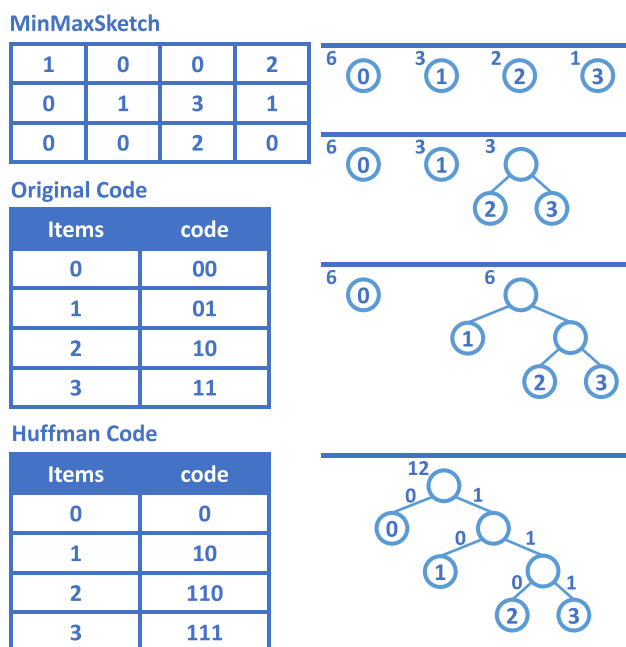 MinMaxSketch
1 0 0 2
0 1 3 1
0 0 2 0
Original Code
Items code
0 00
1 01
2 10
3 11
Huffman Code
Items code
0 0
1 10
2 110
3 111
6 0 3 1 2 2 1 3
6 0 3 1 3
2 3
6 0 6
1
2 3
12
0 1
0 0 1
1 0 1
2 3